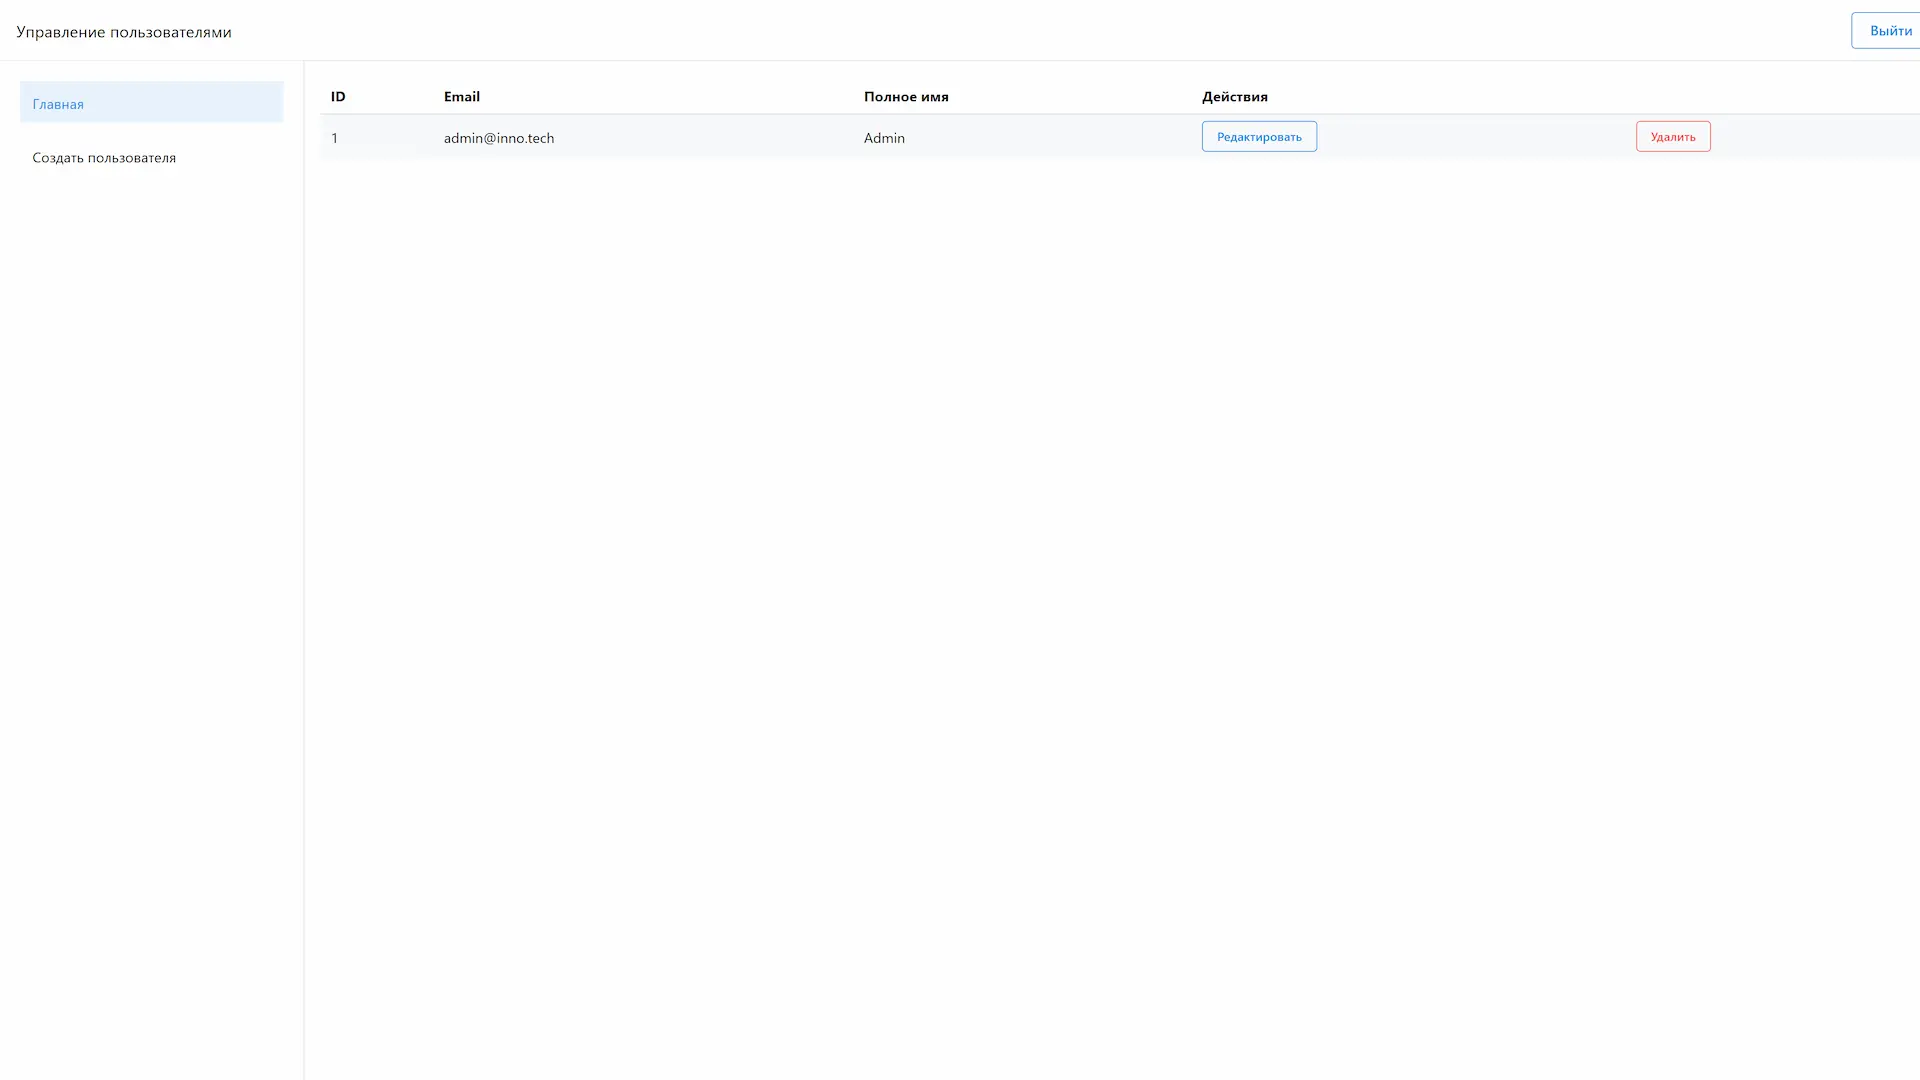 Управление пользователями
Выйти
Главная
Создать пользователя
ID Email Полное имя Действия
1 admin@inno.tech Admin Редактировать Удалить